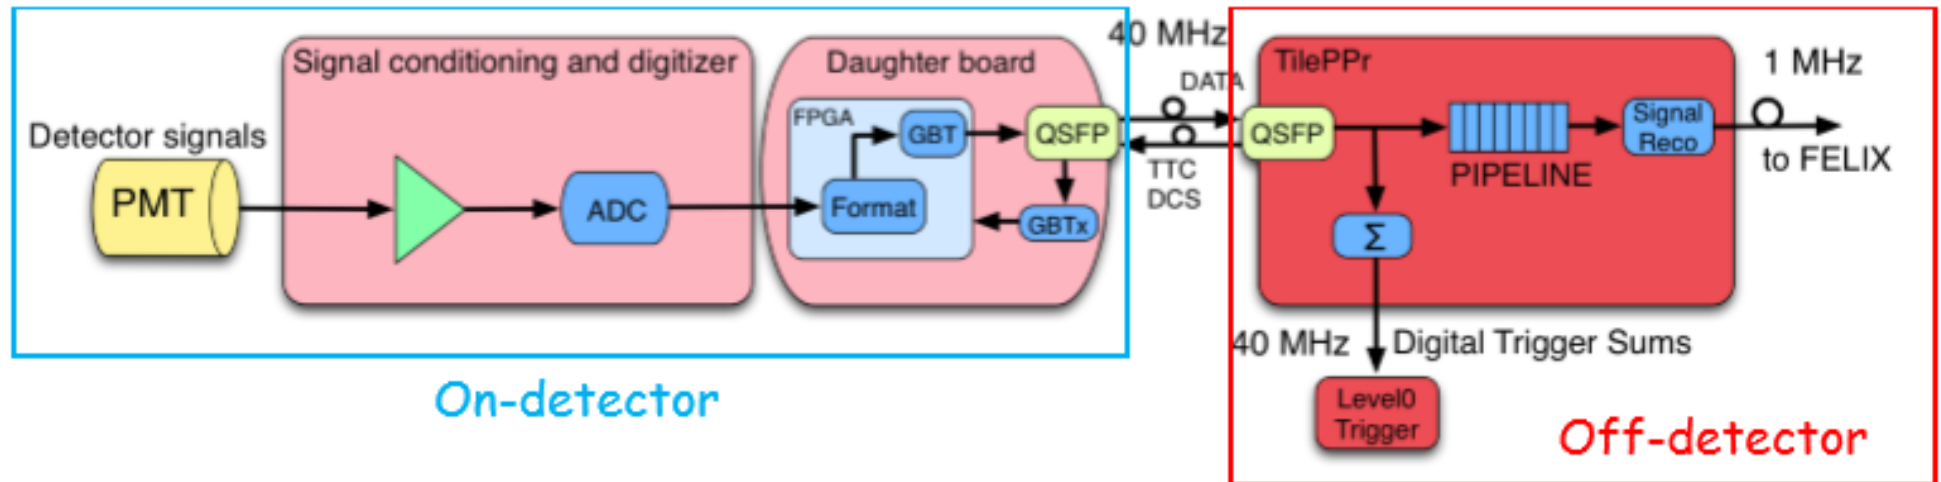 Detector signals
PMT
Signal conditioning and digitizer
ADC
Daughter board
FPGA
GBT
Format
QSFP
GBTx
40 MHz
DATA
TTC
DCS
TilePPr
QSFP
PIPELINE
Signal
Reco
Σ
1 MHz
to FELIX
40 MHz
Digital Trigger Sums
Level0
Trigger
On-detector
Off-detector